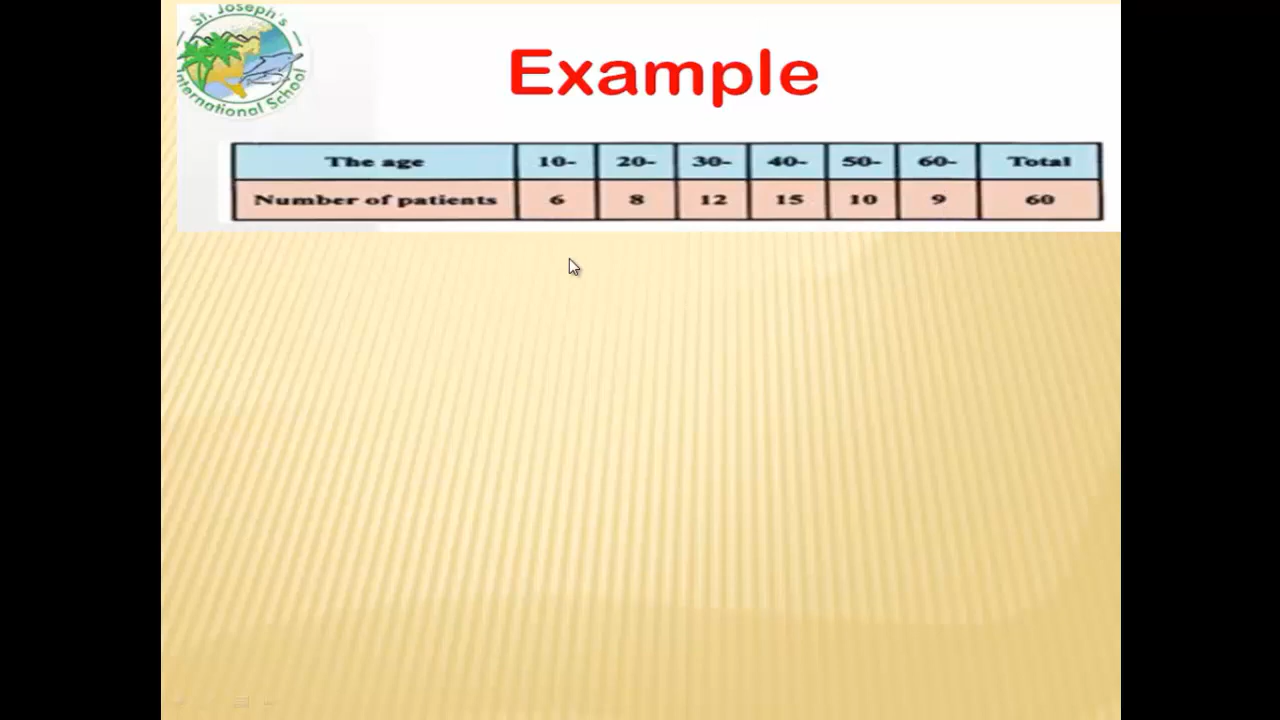 St. Joseph's
International School
Example
The age 10- 20- 30- 40- 50- 60- Total
Number of patients 6 8 12 15 10 9 60